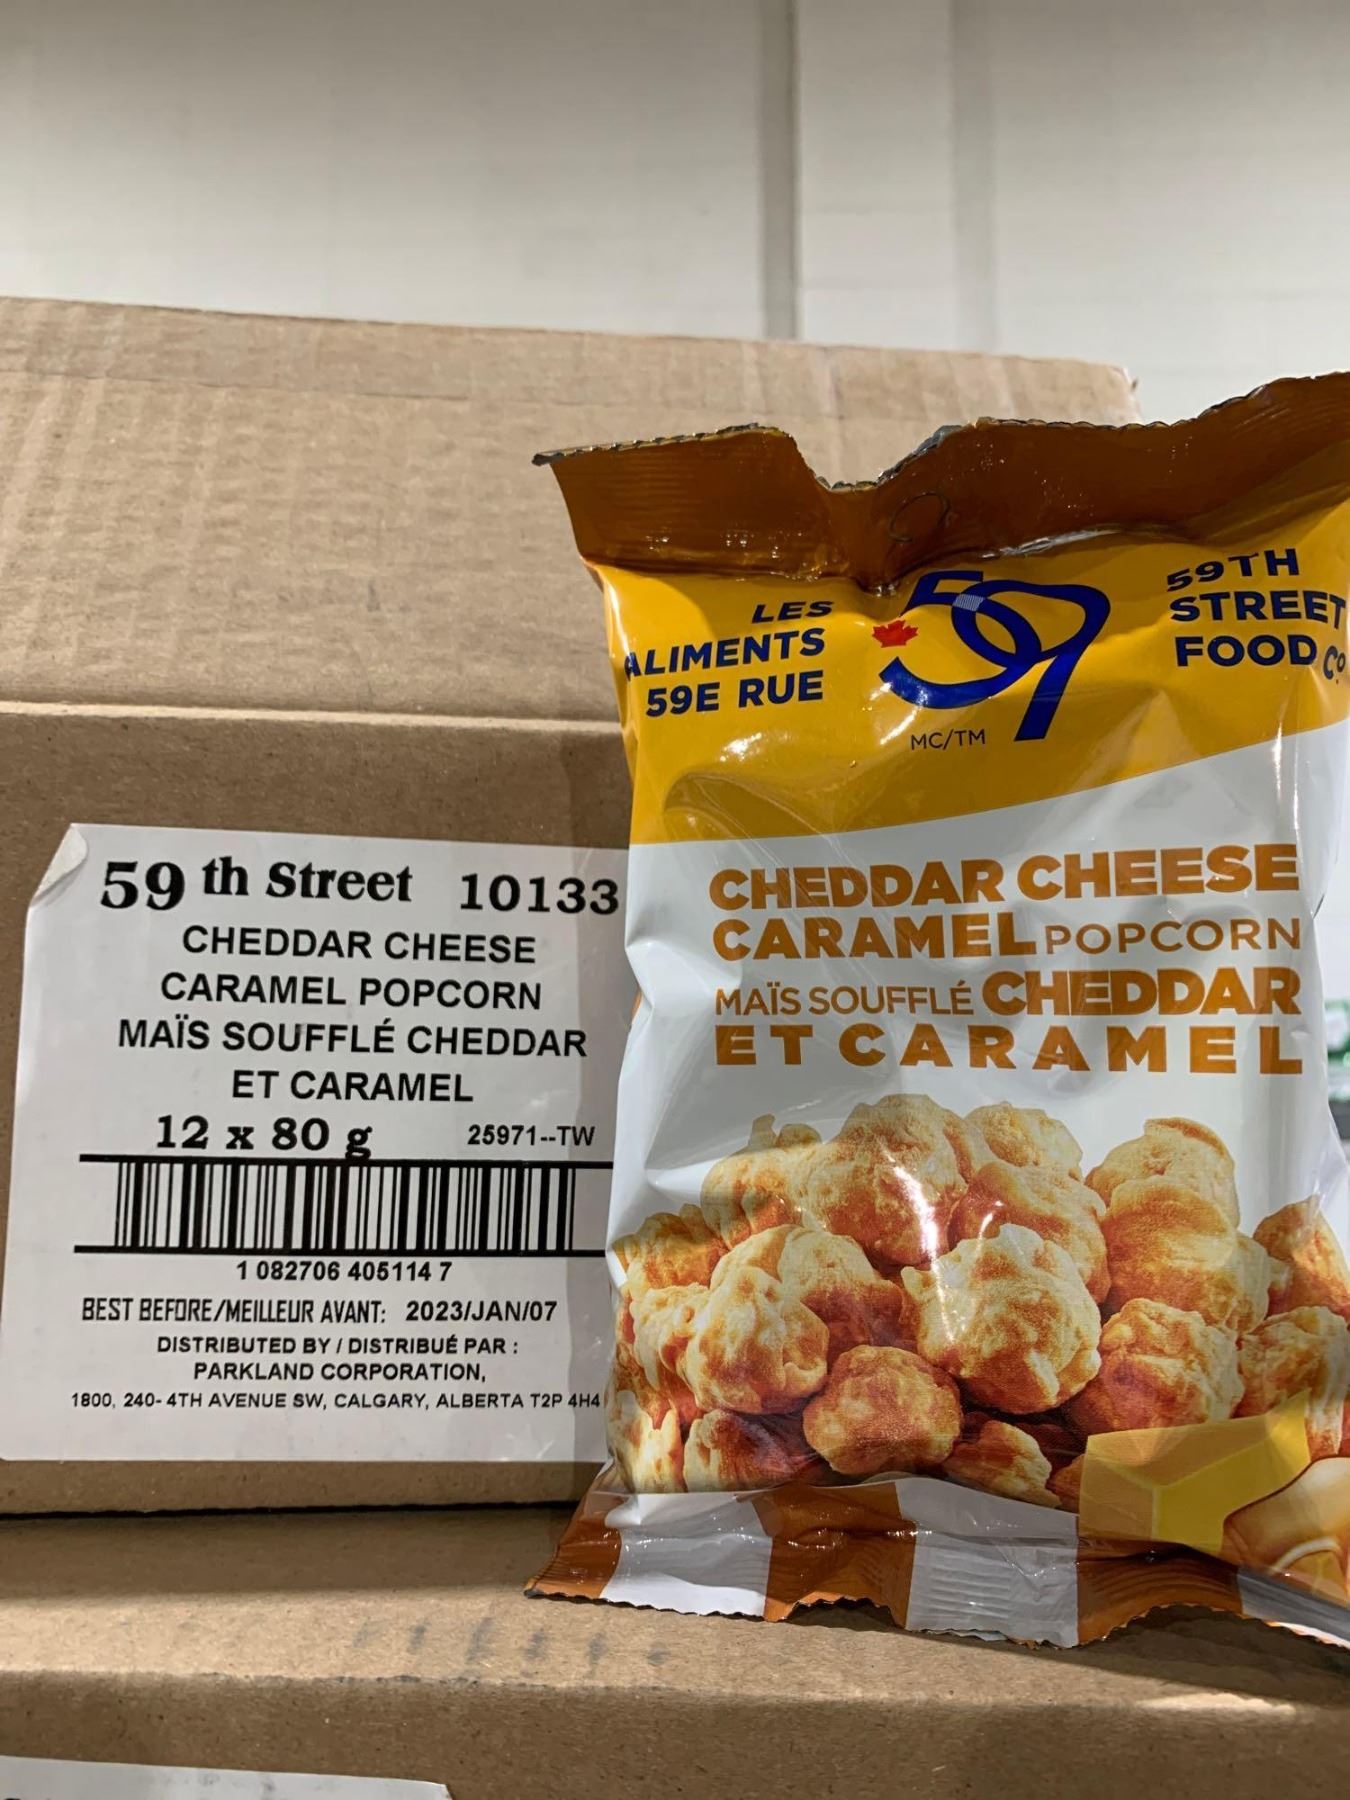 59 th Street 10133
CHEDDAR CHEESE
CARAMEL POPCORN
MAÏS SOUFFLÉ CHEDDAR
ET CARAMEL
12 x 80 g 25971--TW
1 082706 405114 7
BEST BEFORE/MEILLEUR AVANT: 2023/JAN/07
DISTRIBUTED BY / DISTRIBUÉ PAR :
PARKLAND CORPORATION,
1800, 240- 4TH AVENUE SW, CALGARY, ALBERTA T2P 4H4
LES
ALIMENTS
59E RUE
59
MC/TM
59TH
STREET
FOOD Co
CHEDDAR CHEESE
CARAMEL POPCORN
MAÏS SOUFFLÉ CHEDDAR
ET CARAMEL